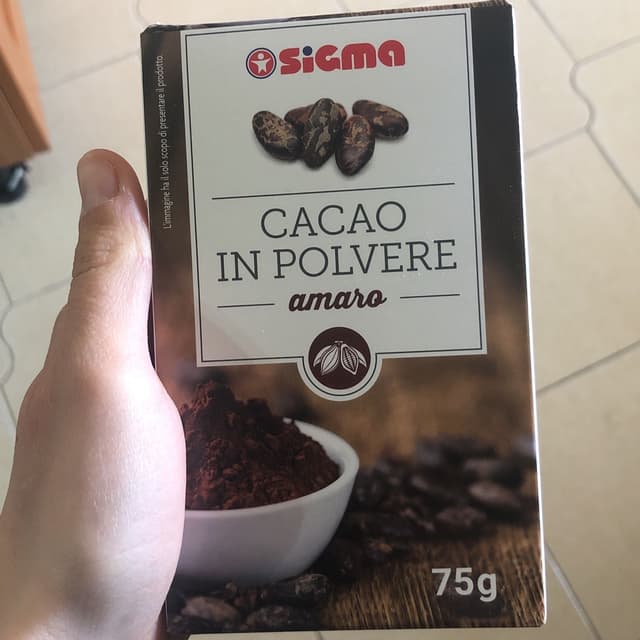 SIGMA
CACAO
IN POLVERE
amaro
75g
L'immagine ha il solo scopo di presentare il prodotto